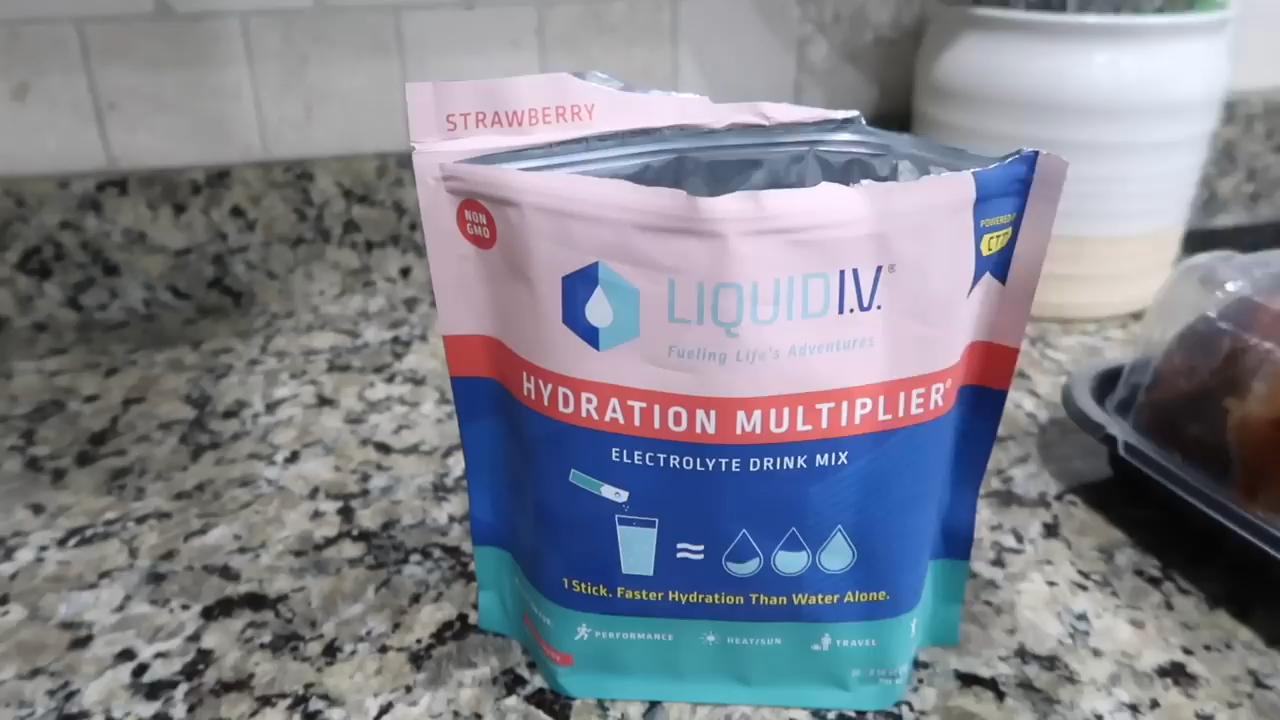 STRAWBERRY
NON
GMO
POWERED
CTT
LIQUID I.V.®
Fueling Life's Adventures
HYDRATION MULTIPLIER®
ELECTROLYTE DRINK MIX
≈
1 Stick. Faster Hydration Than Water Alone.
PERFORMANCE
HEAT/SUN
TRAVEL